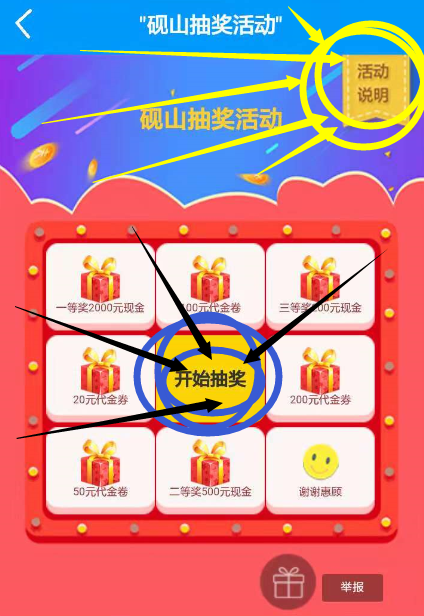 "砚山抽奖活动"
活动
说明
砚山抽奖活动
一等奖2000元现金
100元代金卷
三等奖200元现金
20元代金券
开始抽奖
200元代金券
50元代金卷
二等奖500元现金
谢谢惠顾
举报